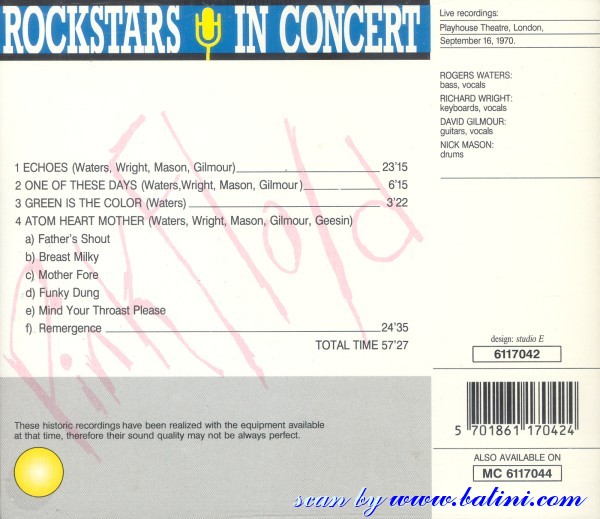 ROCKSTARS IN CONCERT
Live recordings:
Playhouse Theatre, London,
September 16, 1970.
ROGERS WATERS:
bass, vocals
RICHARD WRIGHT:
keyboards, vocals
DAVID GILMOUR:
guitars, vocals
NICK MASON:
drums
Pink Floyd
1 ECHOES (Waters, Wright, Mason, Gilmour) 23'15
2 ONE OF THESE DAYS (Waters,Wright, Mason, Gilmour) 6'15
3 GREEN IS THE COLOR (Waters) 3'22
4 ATOM HEART MOTHER (Waters, Wright, Mason, Gilmour, Geesin)
a) Father's Shout
b) Breast Milky
c) Mother Fore
d) Funky Dung
e) Mind Your Throast Please
f) Remergence 24'35
TOTAL TIME 57'27
design: studio E
6117042
5 701861 170424
ALSO AVAILABLE ON
MC 6117044
These historic recordings have been realized with the equipment available
at that time, therefore their sound quality may not be always perfect.
scan by www.batini.com